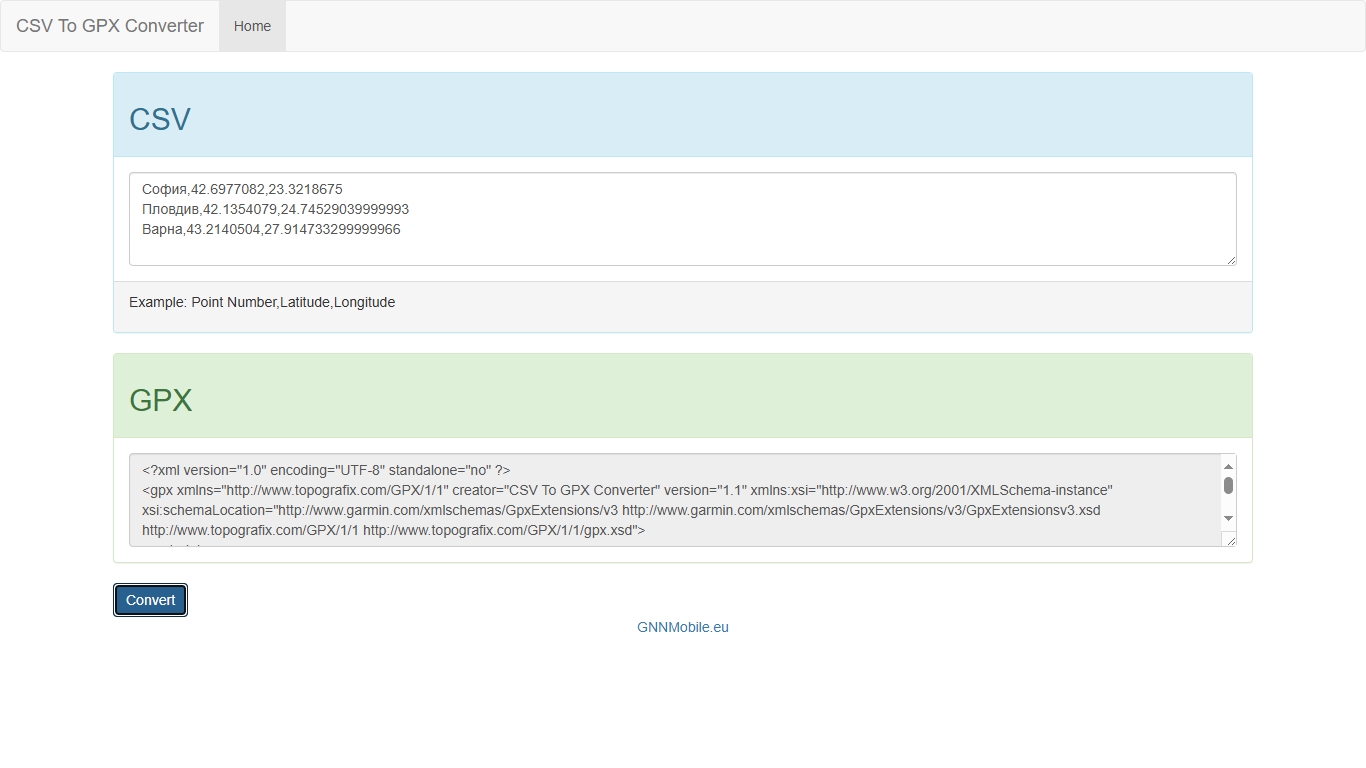 CSV To GPX Converter Home
CSV
София,42.6977082,23.3218675
Пловдив,42.1354079,24.74529039999993
Варна,43.2140504,27.914733299999966
Example: Point Number,Latitude,Longitude
GPX
<?xml version="1.0" encoding="UTF-8" standalone="no" ?>
<gpx xmlns="http://www.topografix.com/GPX/1/1" creator="CSV To GPX Converter" version="1.1" xmlns:xsi="http://www.w3.org/2001/XMLSchema-instance"
xsi:schemaLocation="http://www.garmin.com/xmlschemas/GpxExtensions/v3 http://www.garmin.com/xmlschemas/GpxExtensions/v3/GpxExtensionsv3.xsd
http://www.topografix.com/GPX/1/1 http://www.topografix.com/GPX/1/1/gpx.xsd">
Convert
GNNMobile.eu